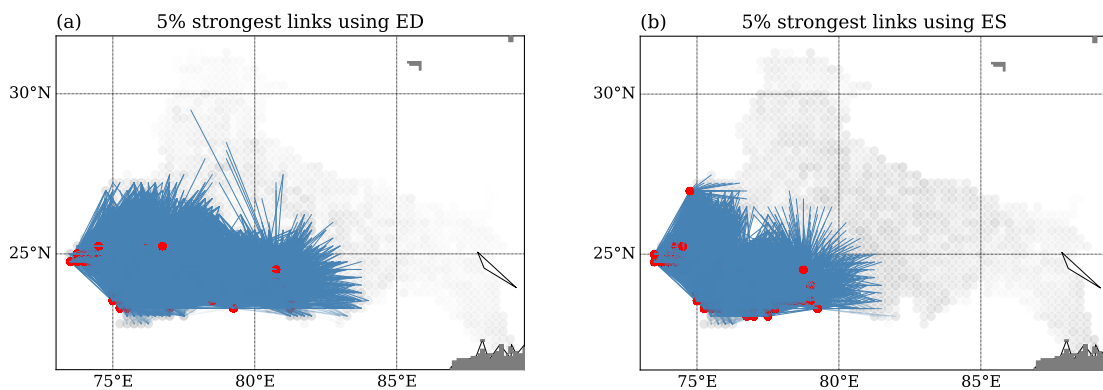 (a) 5% strongest links using ED
30°N
25°N
75°E 80°E 85°E
(b) 5% strongest links using ES
30°N
25°N
75°E 80°E 85°E